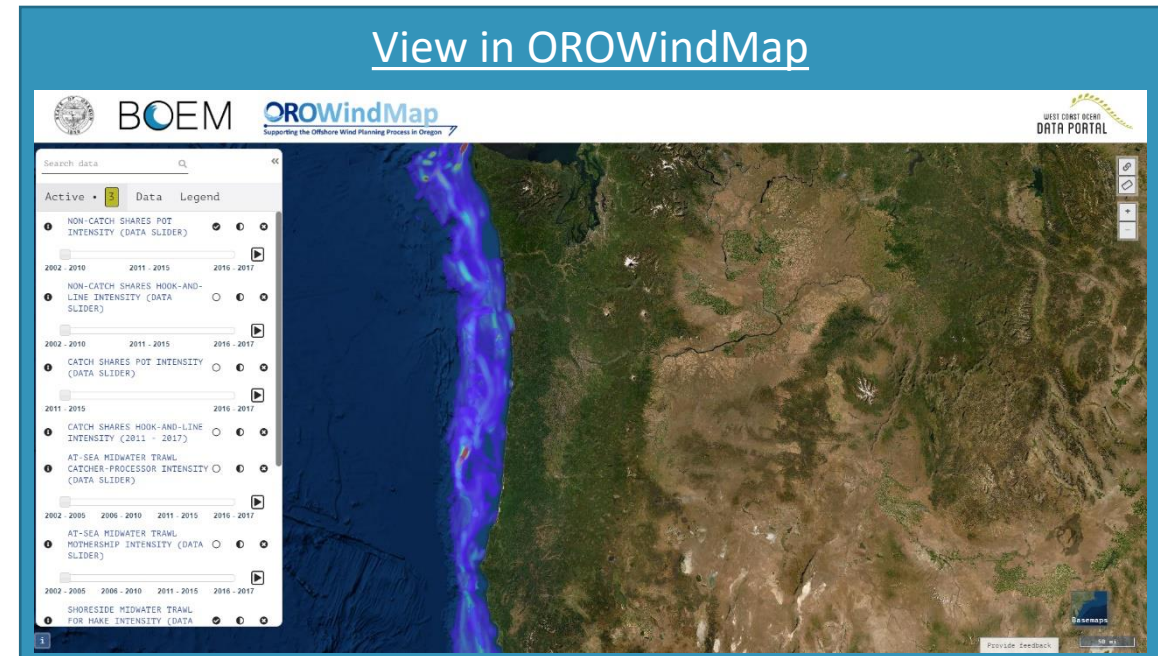 View in OROWindMap
BOEM
OROWindMap
Supporting the Offshore Wind Planning Process in Oregon
WEST COAST OCEAN
DATA PORTAL
Search data
Active • 3 Data Legend
NON-CATCH SHARES POT
INTENSITY (DATA SLIDER)
2002 - 2010 2011 - 2015 2016 - 2017
NON-CATCH SHARES HOOK-AND-
LINE INTENSITY (DATA
SLIDER)
2002 - 2010 2011 - 2015 2016 - 2017
CATCH SHARES POT INTENSITY
(DATA SLIDER)
2011 - 2015 2016 - 2017
CATCH SHARES HOOK-AND-LINE
INTENSITY (2011 - 2017)
AT-SEA MIDWATER TRAWL
CATCHER-PROCESSOR INTENSITY
(DATA SLIDER)
2002 - 2005 2006 - 2010 2011 - 2015 2016 - 2017
AT-SEA MIDWATER TRAWL
MOTHERSHIP INTENSITY (DATA
SLIDER)
2002 - 2005 2006 - 2010 2011 - 2015 2016 - 2017
SHORESIDE MIDWATER TRAWL
FOR HAKE INTENSITY (DATA
Basemaps
Provide feedback
50 mi